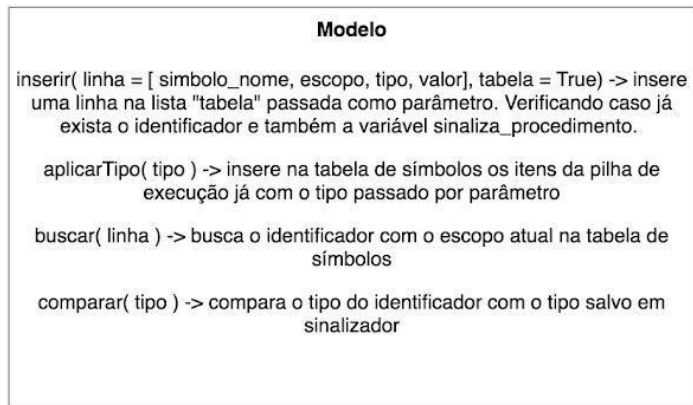 Modelo
inserir( linha = [ simbolo_nome, escopo, tipo, valor], tabela = True) -> insere
uma linha na lista "tabela" passada como parâmetro. Verificando caso já
exista o identificador e também a variável sinaliza_procedimento.
aplicarTipo( tipo ) -> insere na tabela de símbolos os itens da pilha de
execução já com o tipo passado por parâmetro
buscar( linha ) -> busca o identificador com o escopo atual na tabela de
símbolos
comparar( tipo ) -> compara o tipo do identificador com o tipo salvo em
sinalizador